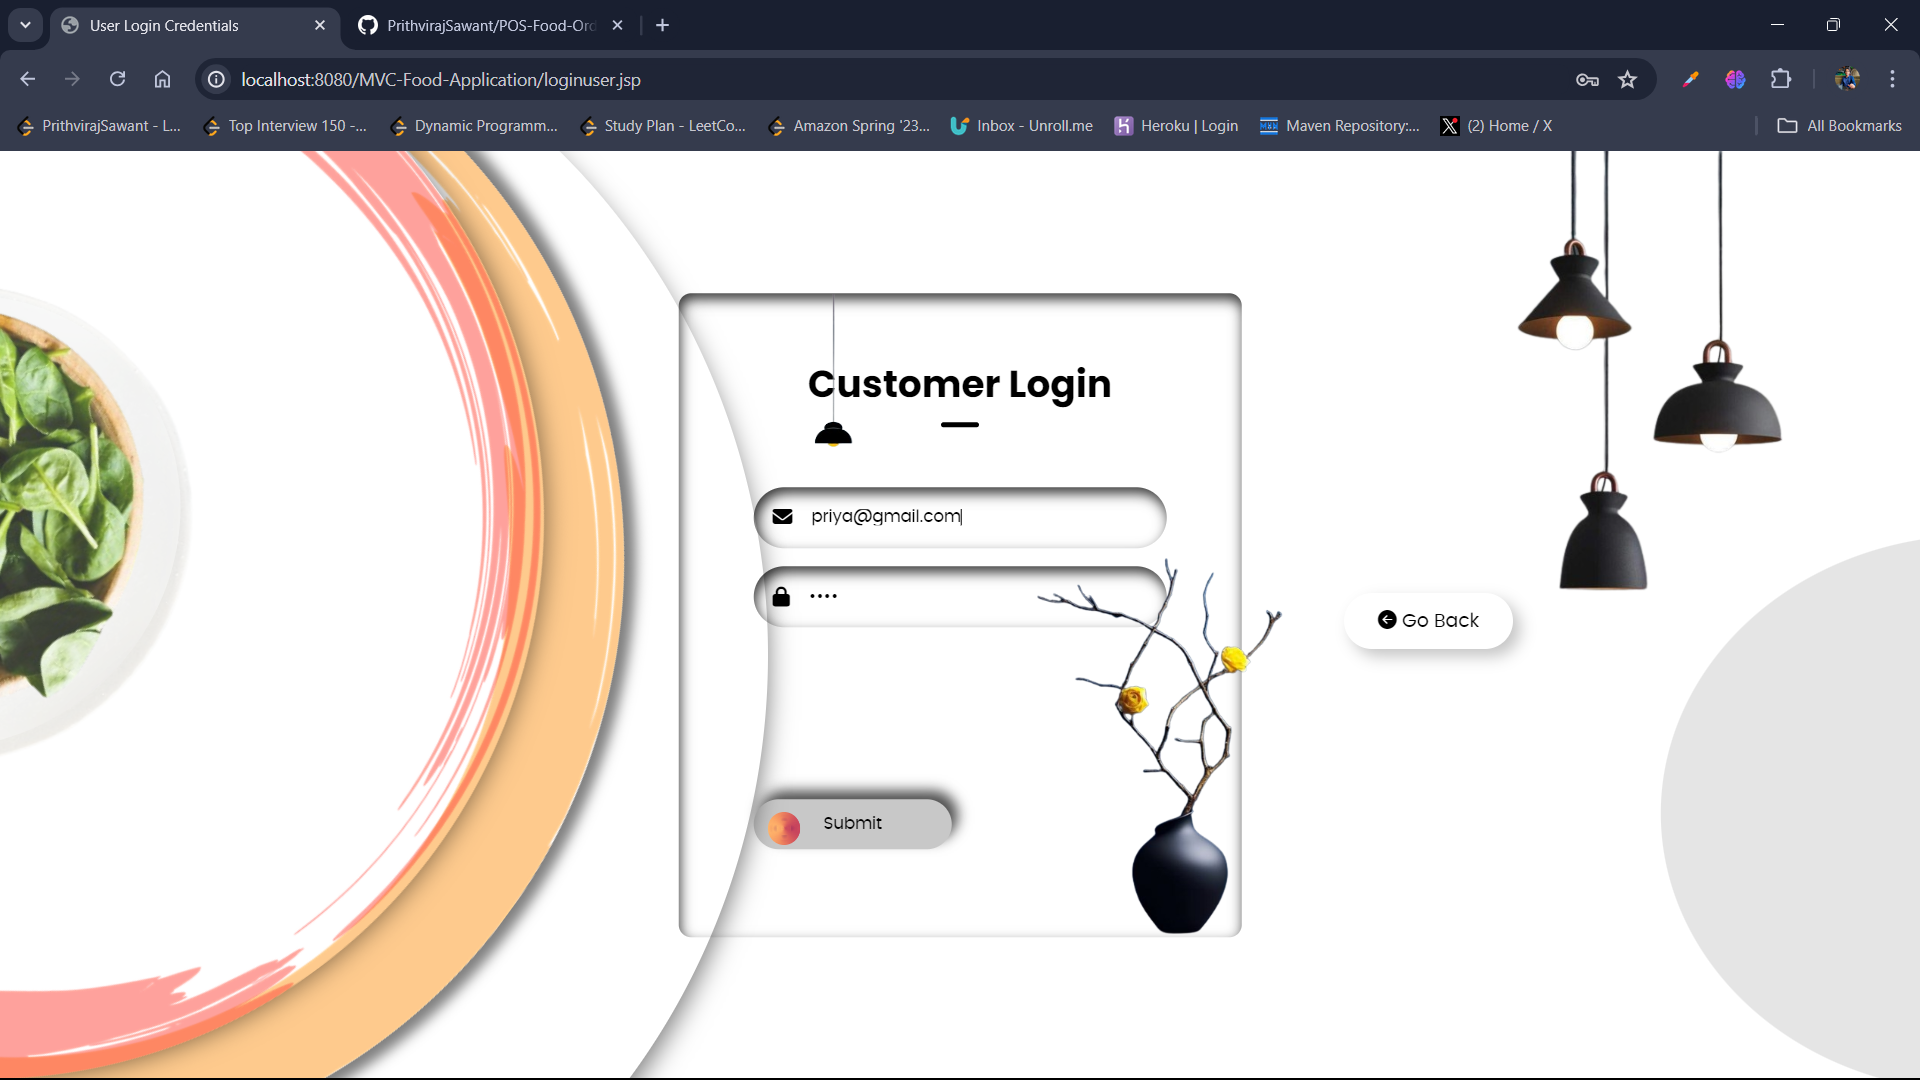 User Login Credentials
PrithvirajSawant/POS-Food-Ord
localhost:8080/MVC-Food-Application/loginuser.jsp
PrithvirajSawant - L...
Top Interview 150 -...
Dynamic Programm...
Study Plan - LeetCo...
Amazon Spring '23...
Inbox - Unroll.me
Heroku | Login
Maven Repository:...
(2) Home / X
All Bookmarks
Customer Login
priya@gmail.com
••••
Go Back
Submit